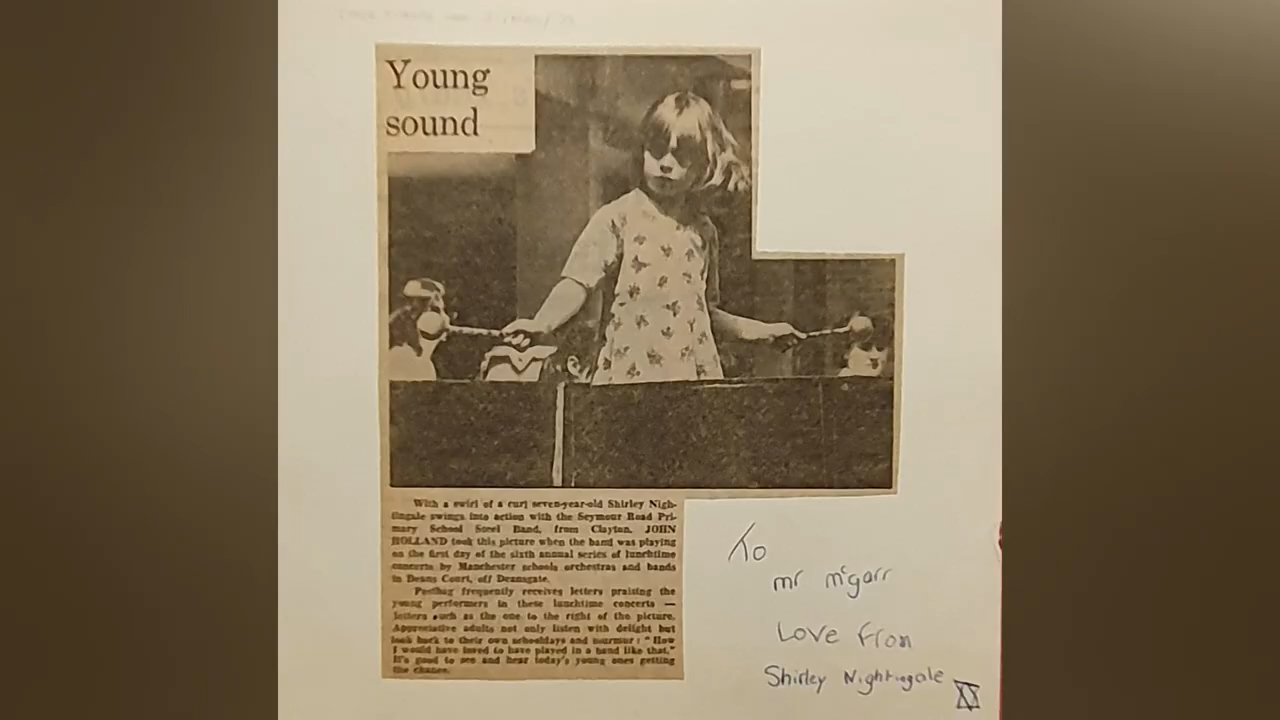 Young
sound
With a swirl of a curl seven-year-old Shirley Nigh-
tingale swings into action with the Seymour Road Pri-
mary School Steel Band, from Clayton. JOHN
HOLLAND took this picture when the band was playing
on the first day of the sixth annual series of lunchtime
concerts by Manchester schools orchestras and bands
in Deans Court, off Deansgate.
Postbag frequently receives letters praising the
young performers in these lunchtime concerts —
letters such as the one to the right of the picture.
Appreciative adults not only listen with delight but
look back to their own schooldays and murmur: "How
I would have loved to have played in a band like that."
It's good to see and hear today's young ones getting
the chance.
To
mr mcgarr
Love from
Shirley Nightingale